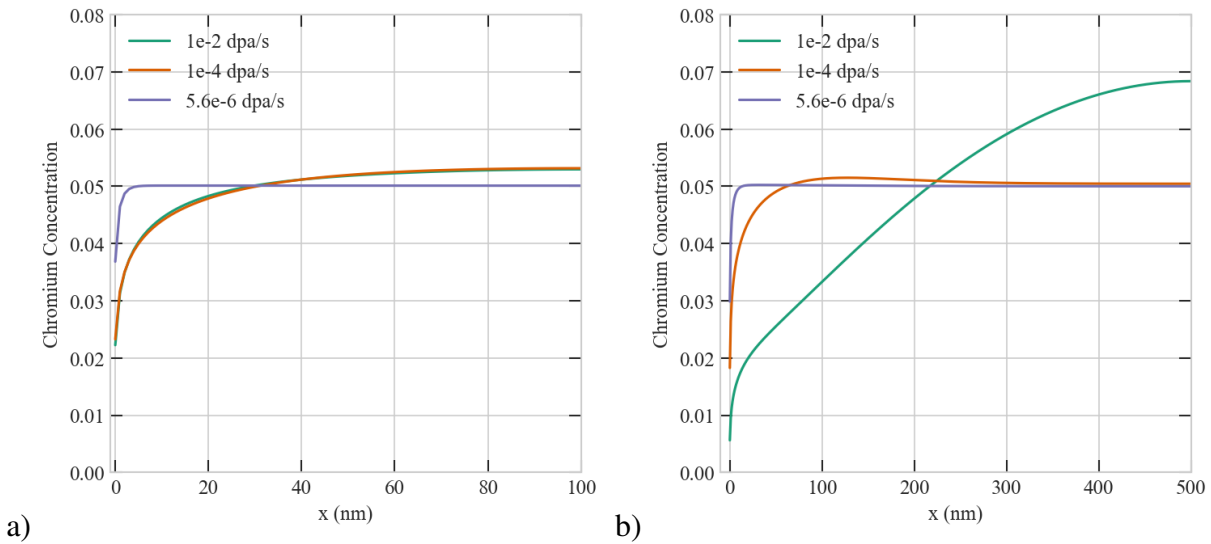 0.08
0.07
0.06
0.05
0.04
0.03
0.02
0.01
0.00
Chromium Concentration
1e-2 dpa/s
1e-4 dpa/s
5.6e-6 dpa/s
0 20 40 60 80 100
x (nm)
a)
0.08
0.07
0.06
0.05
0.04
0.03
0.02
0.01
0.00
Chromium Concentration
1e-2 dpa/s
1e-4 dpa/s
5.6e-6 dpa/s
0 100 200 300 400 500
x (nm)
b)